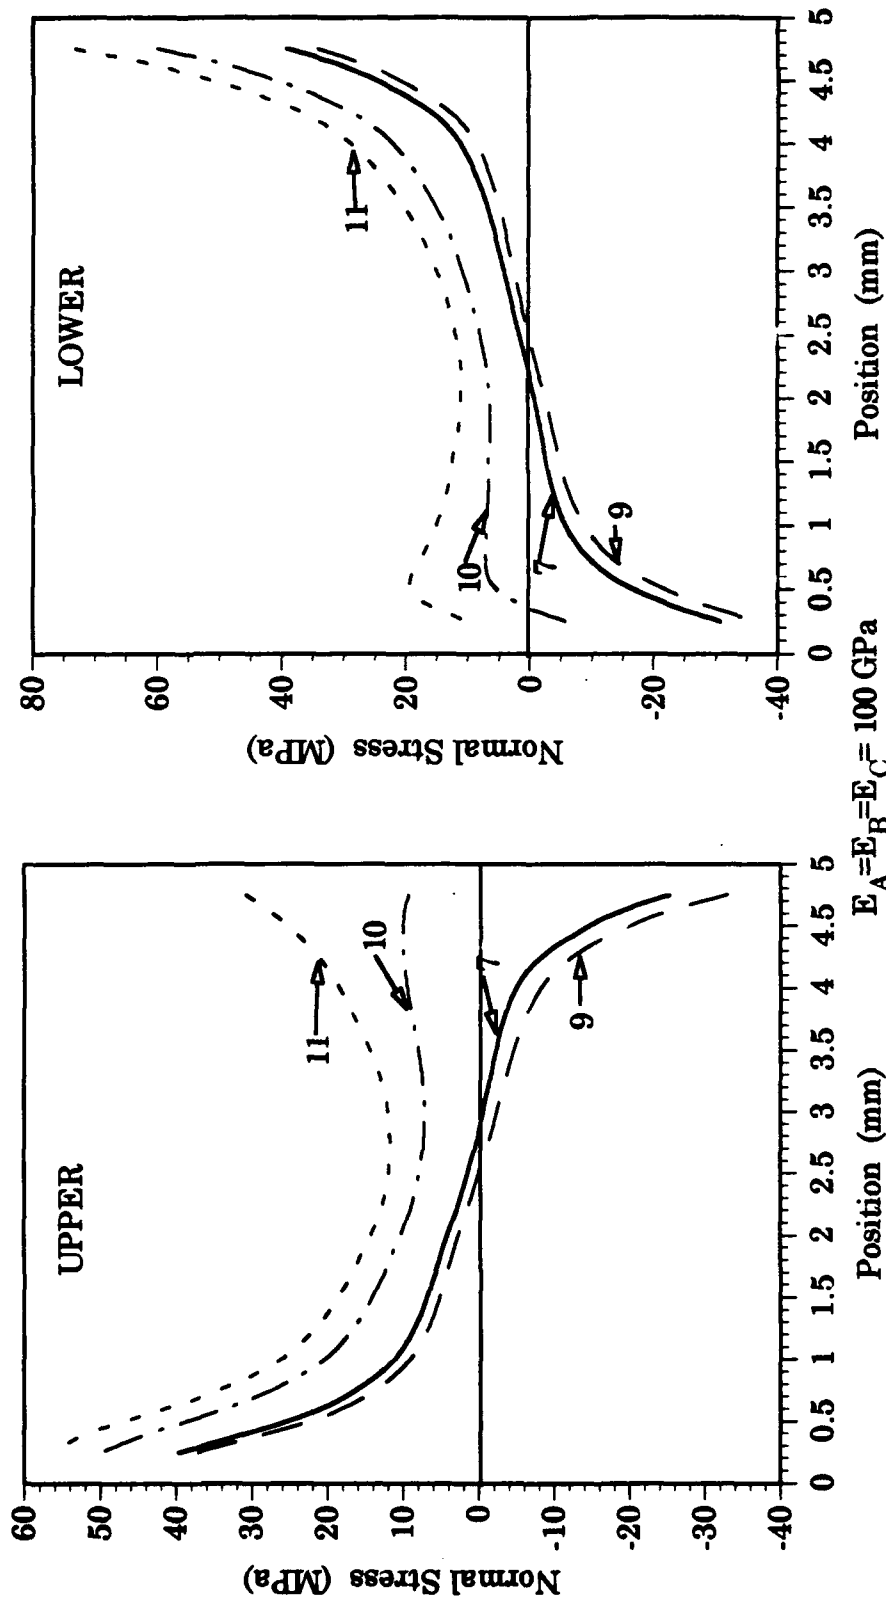 UPPER
Normal Stress (MPa)
60
50
40
30
20
10
0
-10
-20
-30
-40
0 0.5 1 1.5 2 2.5 3 3.5 4 4.5 5
Position (mm)
11
10
7
9
LOWER
Normal Stress (MPa)
80
60
40
20
0
-20
-40
0 0.5 1 1.5 2 2.5 3 3.5 4 4.5 5
Position (mm)
11
10
7
9
E_A=E_B=E_C= 100 GPa